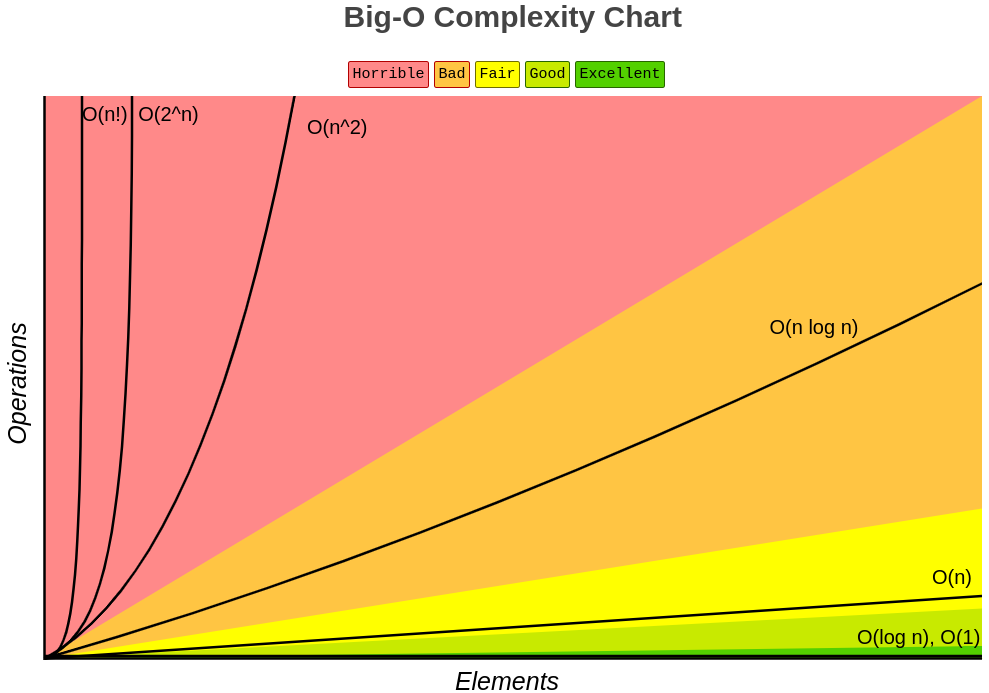 Big-O Complexity Chart
Horrible Bad Fair Good Excellent
O(n!) O(2^n) O(n^2)
O(n log n)
O(n)
O(log n), O(1)
Operations
Elements